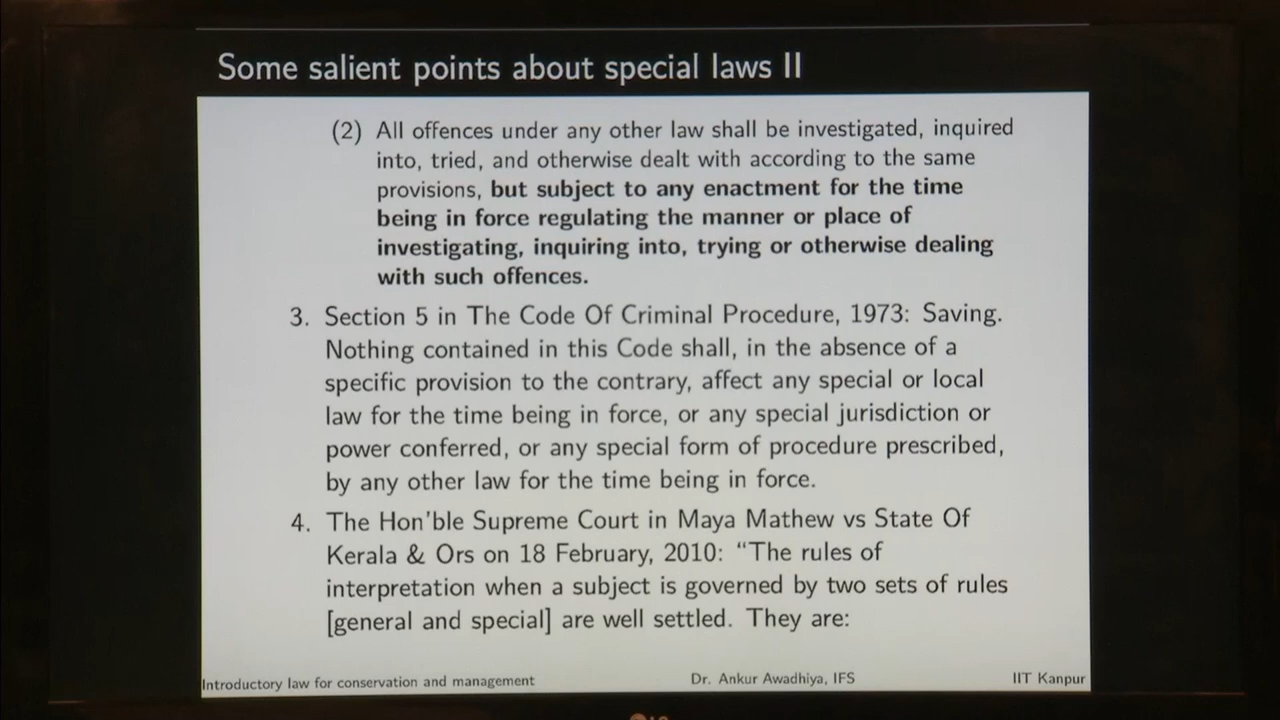 Some salient points about special laws II
(2) All offences under any other law shall be investigated, inquired
into, tried, and otherwise dealt with according to the same
provisions, but subject to any enactment for the time
being in force regulating the manner or place of
investigating, inquiring into, trying or otherwise dealing
with such offences.
3. Section 5 in The Code Of Criminal Procedure, 1973: Saving.
Nothing contained in this Code shall, in the absence of a
specific provision to the contrary, affect any special or local
law for the time being in force, or any special jurisdiction or
power conferred, or any special form of procedure prescribed,
by any other law for the time being in force.
4. The Hon'ble Supreme Court in Maya Mathew vs State Of
Kerala & Ors on 18 February, 2010: “The rules of
interpretation when a subject is governed by two sets of rules
[general and special] are well settled. They are:
Introductory law for conservation and management Dr. Ankur Awadhiya, IFS IIT Kanpur